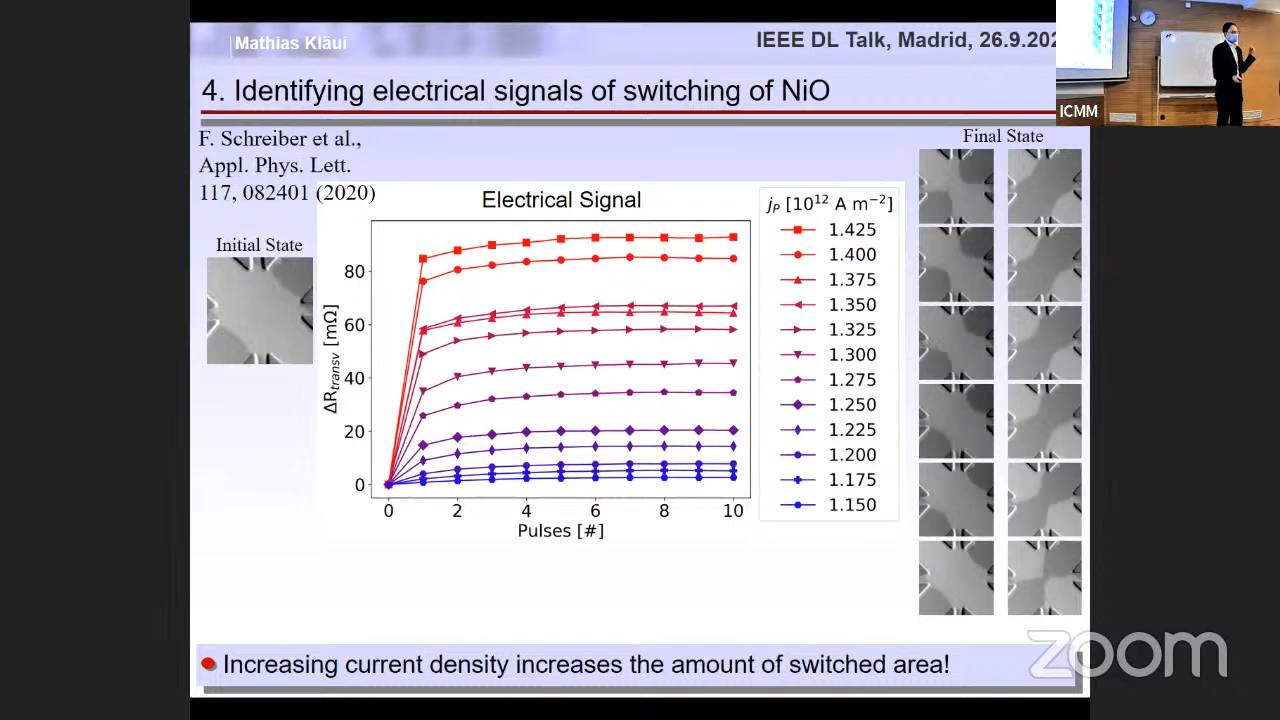 Mathias Kläui
IEEE DL Talk, Madrid, 26.9.202
4. Identifying electrical signals of switching of NiO
ICMM
F. Schreiber et al.,
Appl. Phys. Lett.
117, 082401 (2020)
Initial State
Final State
Electrical Signal
jP [10¹² A m⁻²]
1.425
1.400
1.375
1.350
1.325
1.300
1.275
1.250
1.225
1.200
1.175
1.150
ΔRtransv [mΩ]
80
60
40
20
0
0 2 4 6 8 10
Pulses [#]
Increasing current density increases the amount of switched area!
zoom